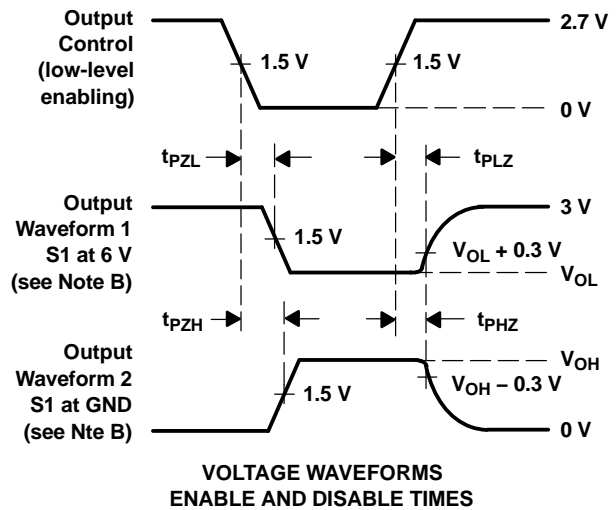 Output
Control
(low-level
enabling)
1.5 V
1.5 V
2.7 V
0 V
tPZL
tPLZ
Output
Waveform 1
S1 at 6 V
(see Note B)
1.5 V
3 V
VOL + 0.3 V
VOL
tPZH
tPHZ
Output
Waveform 2
S1 at GND
(see Nte B)
1.5 V
VOH
VOH − 0.3 V
0 V
VOLTAGE WAVEFORMS
ENABLE AND DISABLE TIMES